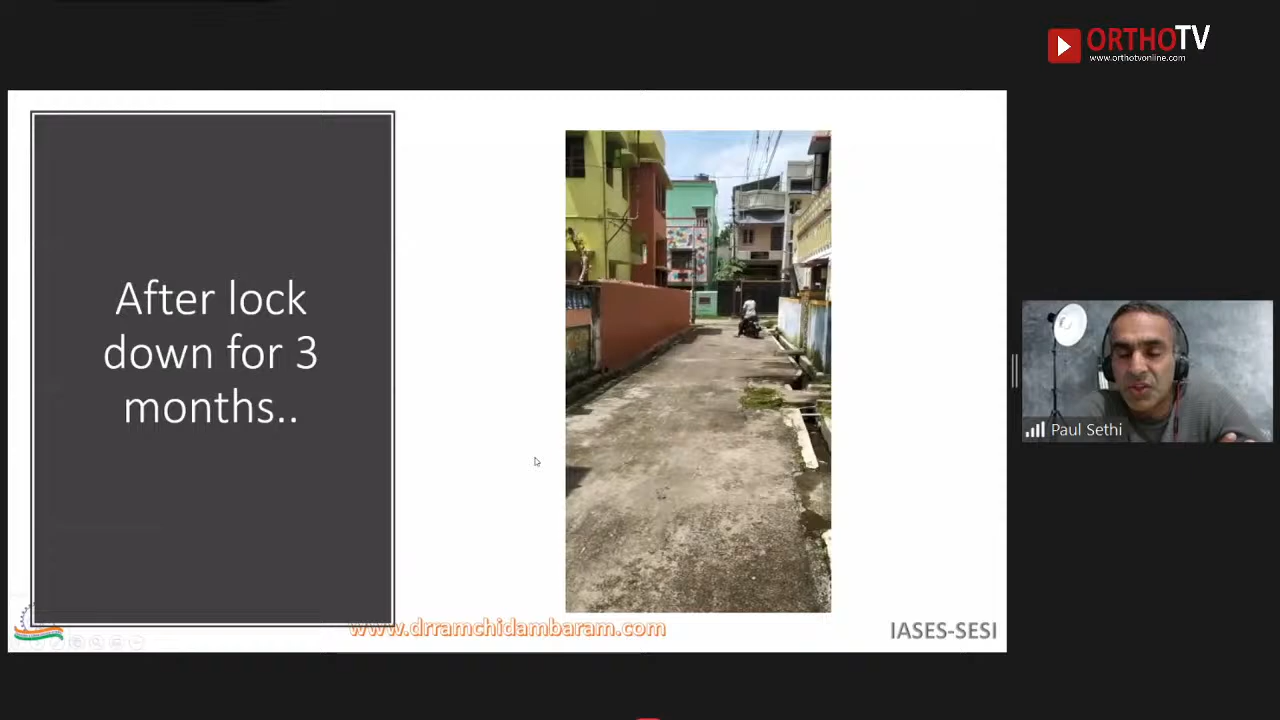 ORTHOTV
www.orthotvonline.com
After lock
down for 3
months..
Paul Sethi
www.drramchidambaram.com
IASES-SESI